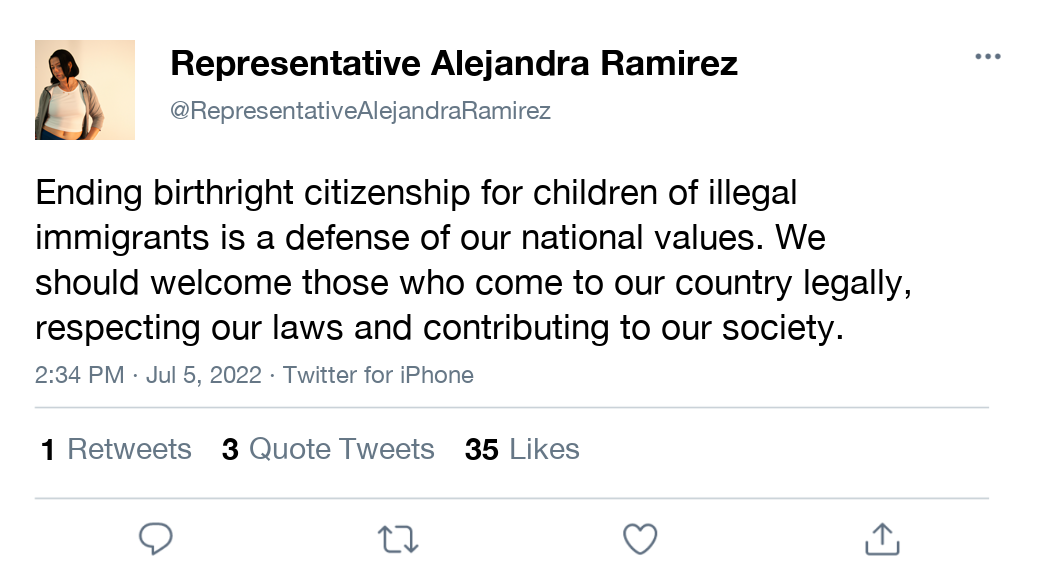 Representative Alejandra Ramirez
@RepresentativeAlejandraRamirez
Ending birthright citizenship for children of illegal
immigrants is a defense of our national values. We
should welcome those who come to our country legally,
respecting our laws and contributing to our society.
2:34 PM · Jul 5, 2022 · Twitter for iPhone
1 Retweets 3 Quote Tweets 35 Likes